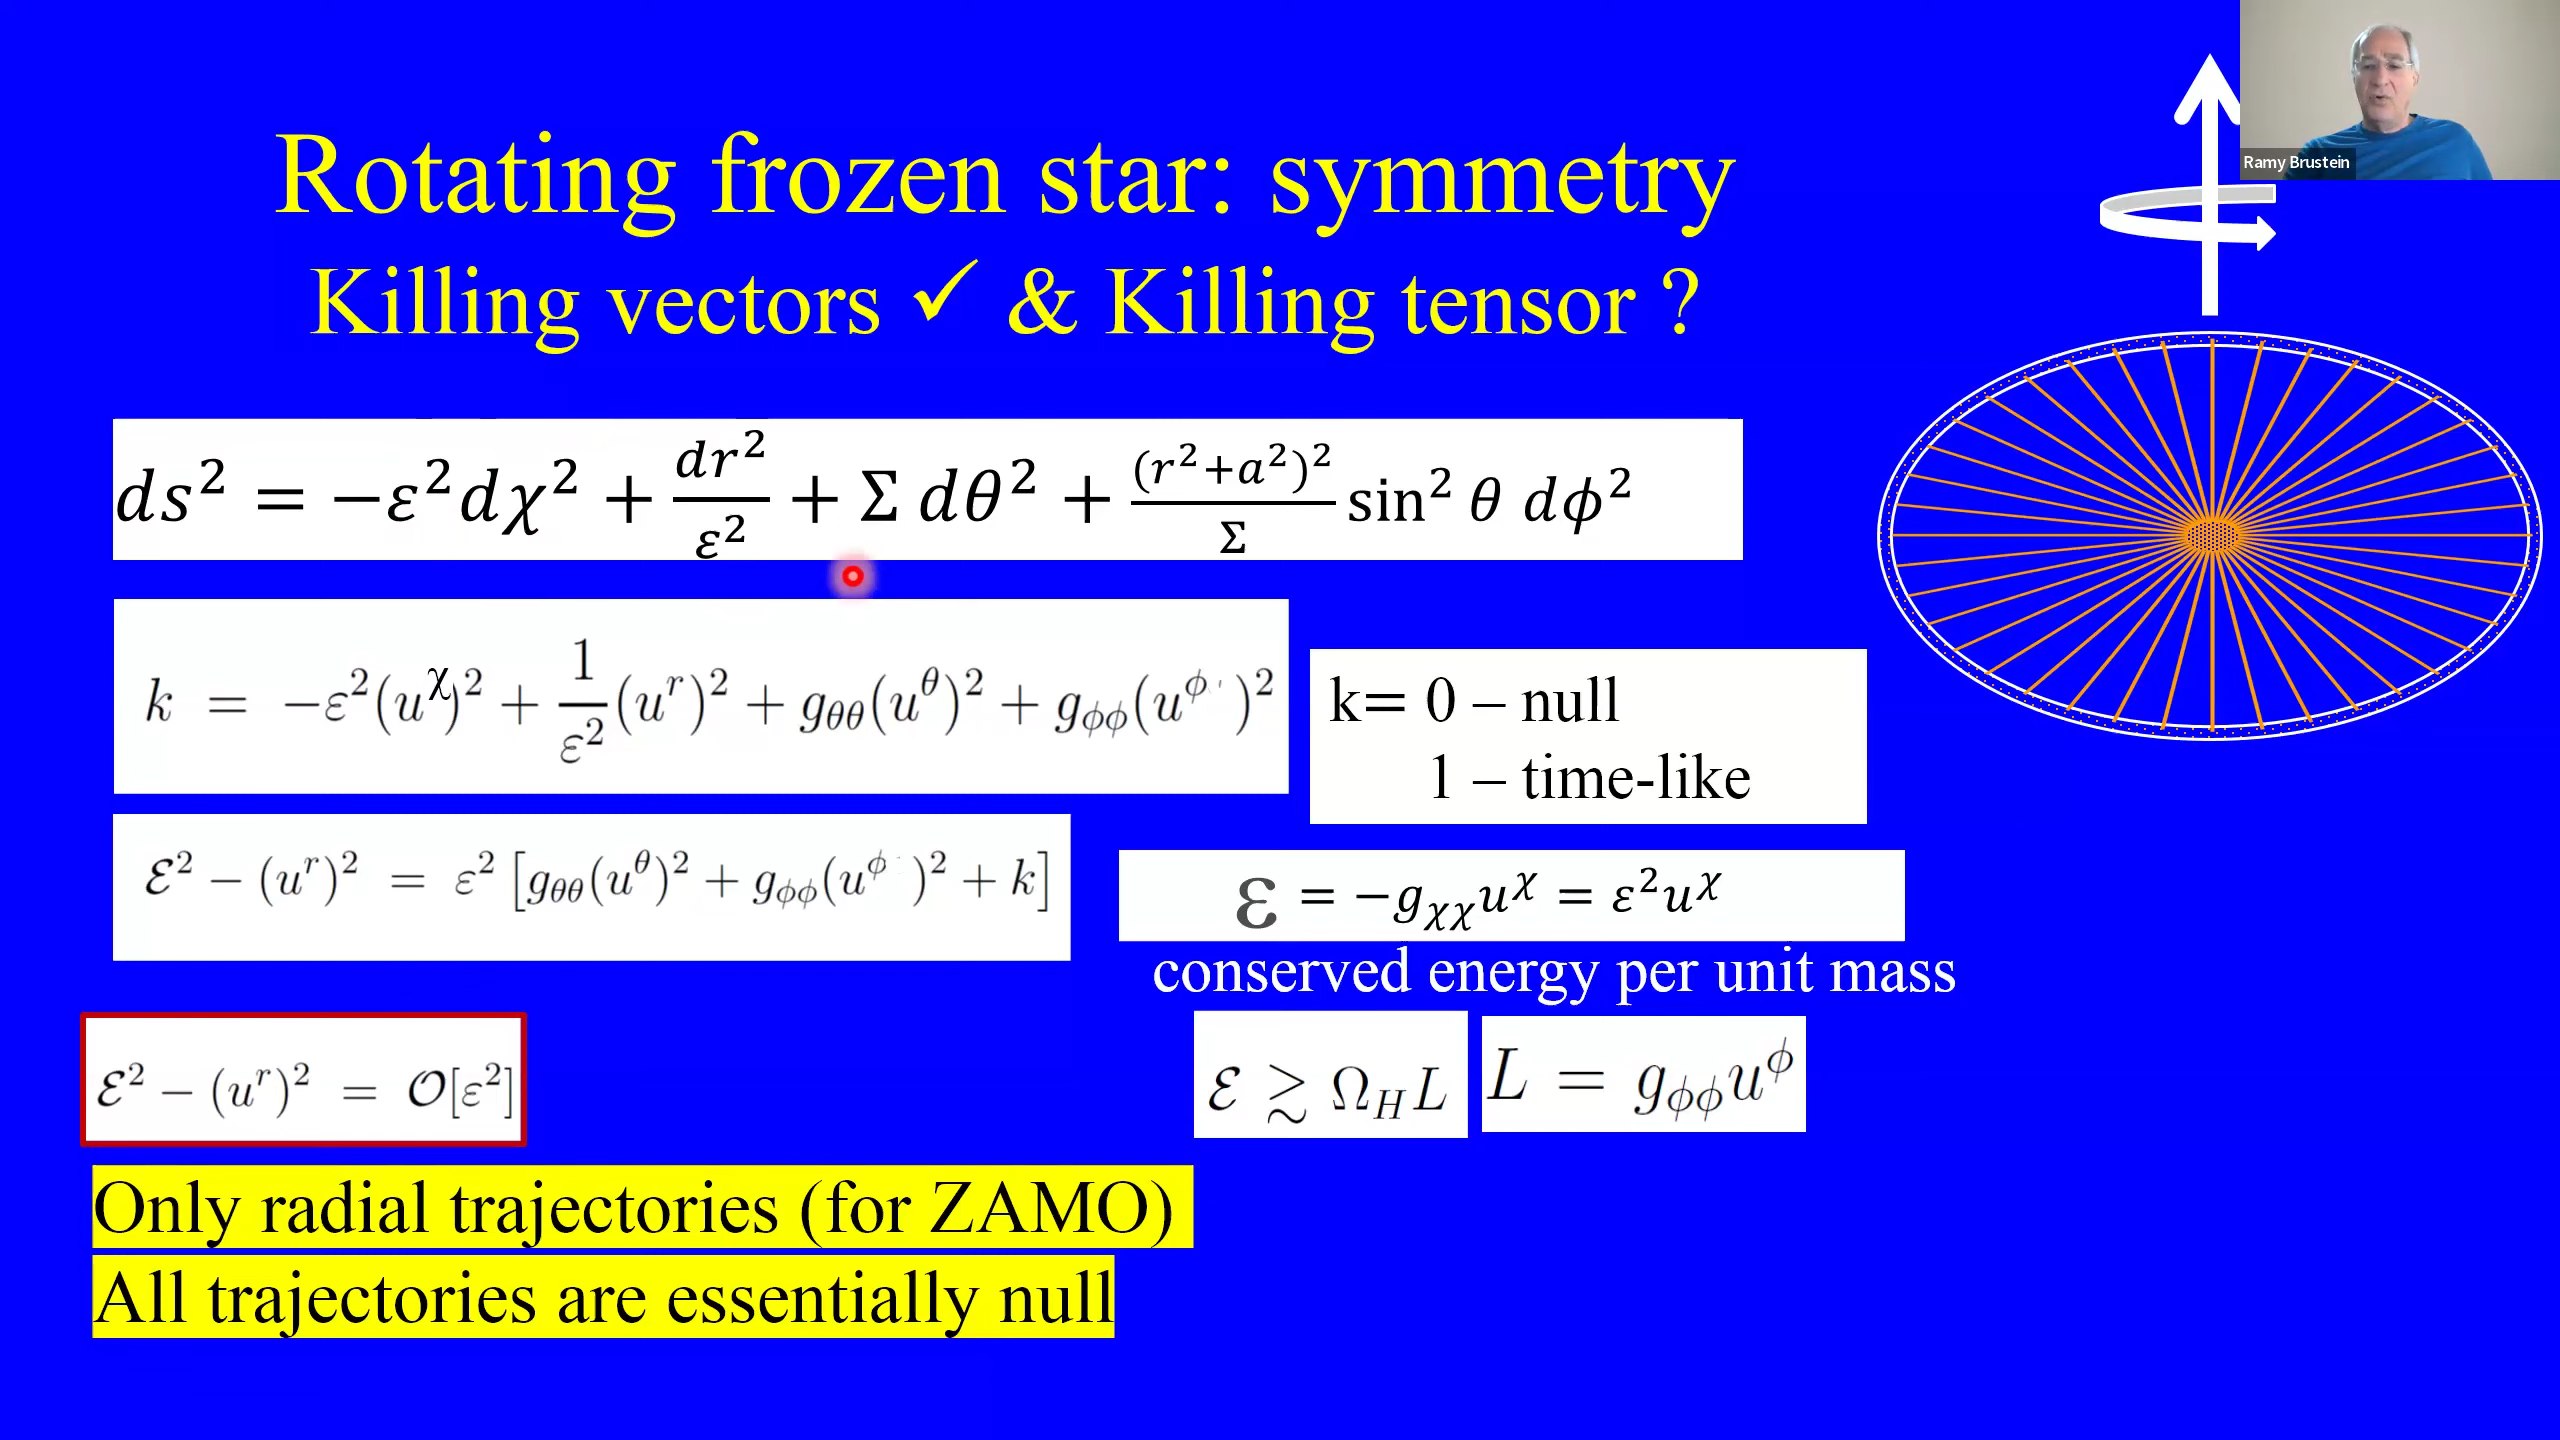 Ramy Brustein
Rotating frozen star: symmetry
Killing vectors ✓ & Killing tensor ?
ds² = −ε²dχ² + dr²/ε² + Σ dθ² + (r²+a²)²/Σ sin² θ dϕ²
k = −ε²(u^χ)² + 1/ε² (u^r)² + g_θθ(u^θ)² + g_ϕϕ(u^ϕ)²
k= 0 – null
1 – time-like
ℰ² − (u^r)² = ε² [g_θθ(u^θ)² + g_ϕϕ(u^ϕ)² + k]
ℰ = −g_χχ u^χ = ε²u^χ
conserved energy per unit mass
ℰ² − (u^r)² = 𝒪[ε²]
ℰ ≳ Ω_H L
L = g_ϕϕ u^ϕ
Only radial trajectories (for ZAMO)
All trajectories are essentially null